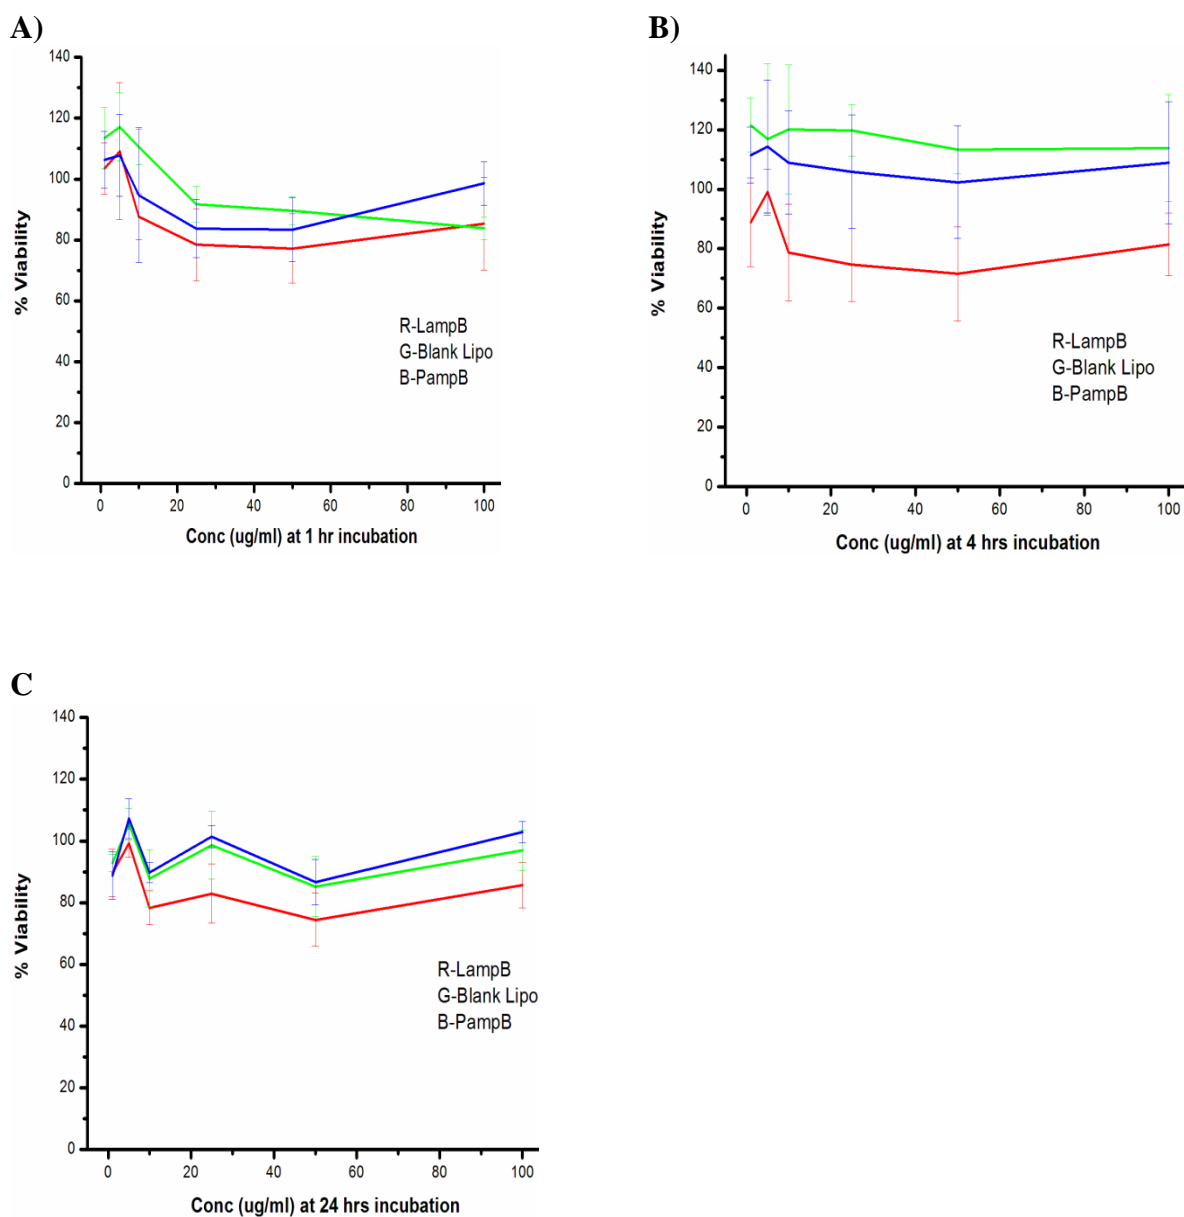 A)
140
120
100
80
60
40
20
0
% Viability
R-LampB
G-Blank Lipo
B-PampB
0 20 40 60 80 100
Conc (ug/ml) at 1 hr incubation
B)
140
120
100
80
60
40
20
0
% Viability
R-LampB
G-Blank Lipo
B-PampB
0 20 40 60 80 100
Conc (ug/ml) at 4 hrs incubation
C
140
120
100
80
60
40
20
0
% Viability
R-LampB
G-Blank Lipo
B-PampB
0 20 40 60 80 100
Conc (ug/ml) at 24 hrs incubation